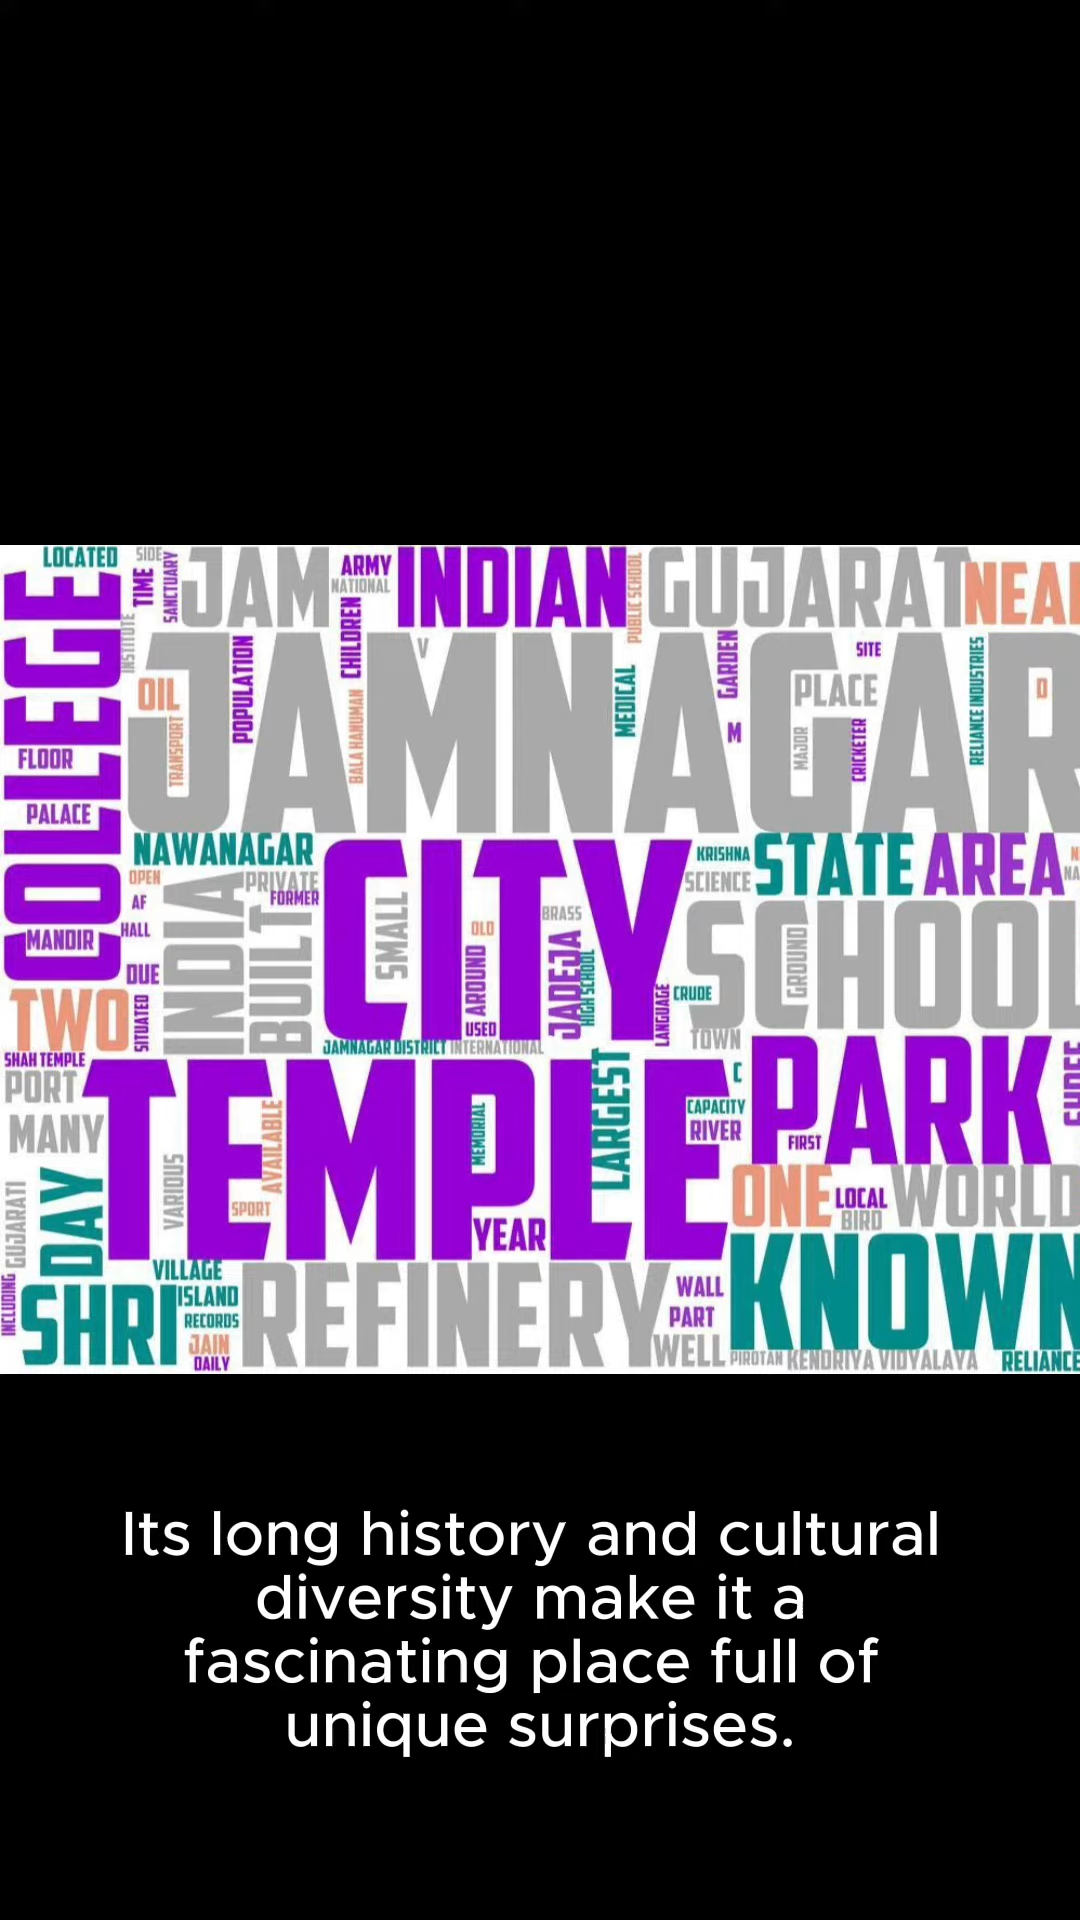 LOCATED
SIDE
JAM
ARMY
INDIAN
GUJARAT
NATIONAL
TIME
SANCTUARY
INSTITUTE
CHILDREN
PUBLIC SCHOOL
COLLEGE
JAMNAGAR
V
POPULATION
OIL
TRANSPORT
BALA HANUMAN
MEDICAL
GARDEN
M
PLACE
SITE
MAJOR
CRICKETER
RELIANCE INDUSTRIES
D
FLOOR
PALACE
MANDIR
NAWANAGAR
OPEN
AF
HALL
DUE
INDIA
PRIVATE
FORMER
BUILT
CITY
SMALL
OLD
AROUND
USED
BRASS
JADEJA
HIGH SCHOOL
LANGUAGE
KRISHNA
SCIENCE
STATE
AREA
SCHOOL
GROUND
CRUDE
TOWN
TWO
SITUATED
SHAH TEMPLE
PORT
MANY
JAMNAGAR DISTRICT
INTERNATIONAL
TEMPLE
LARGEST
MEMORIAL
AVAILABLE
VARIOUS
SPORT
YEAR
C
CAPACITY
RIVER
PARK
FIRST
SHREE
ONE
LOCAL
BIRD
WORLD
GUJARATI
DAY
INCLUDING
SHRI
VILLAGE
ISLAND
RECORDS
JAIN
DAILY
REFINERY
WALL
PART
WELL
KNOWN
PIROTAN
KENDRIYA VIDYALAYA
RELIANCE
Its long history and cultural
diversity make it a
fascinating place full of
unique surprises.